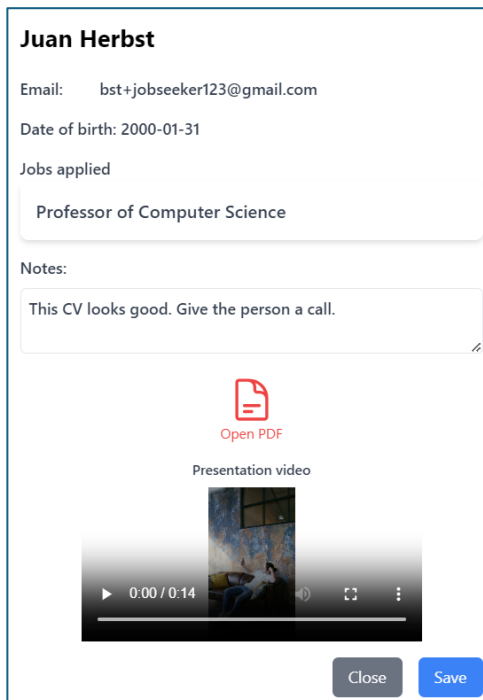 Juan Herbst
Email: bst+jobseeker123@gmail.com
Date of birth: 2000-01-31
Jobs applied
Professor of Computer Science
Notes:
This CV looks good. Give the person a call.
Open PDF
Presentation video
0:00 / 0:14
Close Save